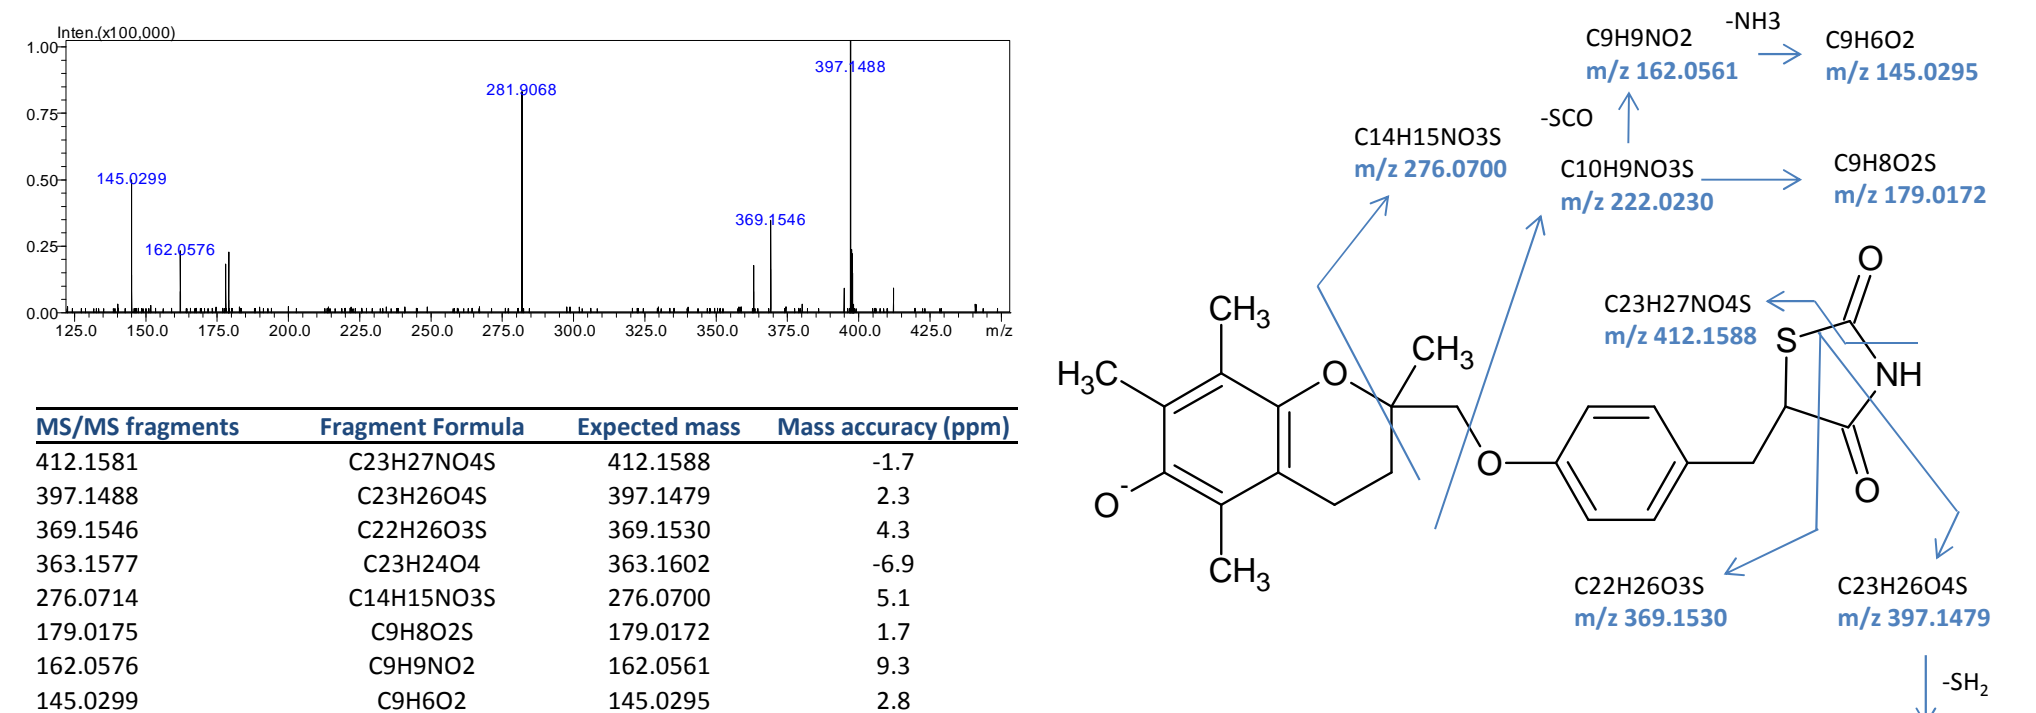 Inten.(x100,000)
1.00
0.75
0.50
0.25
0.00
397.1488
281.9068
145.0299
369.1546
162.0576
125.0 150.0 175.0 200.0 225.0 250.0 275.0 300.0 325.0 350.0 375.0 400.0 425.0 m/z
MS/MS fragments Fragment Formula Expected mass Mass accuracy (ppm)
412.1581 C23H27NO4S 412.1588 -1.7
397.1488 C23H26O4S 397.1479 2.3
369.1546 C22H26O3S 369.1530 4.3
363.1577 C23H24O4 363.1602 -6.9
276.0714 C14H15NO3S 276.0700 5.1
179.0175 C9H8O2S 179.0172 1.7
162.0576 C9H9NO2 162.0561 9.3
145.0299 C9H6O2 145.0295 2.8
C9H9NO2
m/z 162.0561
-NH3
C9H6O2
m/z 145.0295
-SCO
C14H15NO3S
m/z 276.0700
C10H9NO3S
m/z 222.0230
C9H8O2S
m/z 179.0172
C23H27NO4S
m/z 412.1588
O
S
NH
O
CH3
H3C
O
CH3
O-
CH3
O
C22H26O3S
m/z 369.1530
C23H26O4S
m/z 397.1479
-SH2